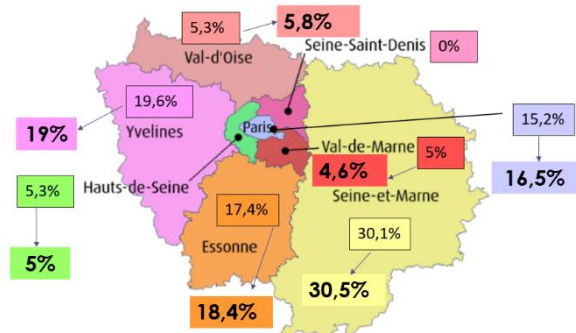 5,3%
5,8%
Val-d'Oise
Seine-Saint-Denis
0%
19,6%
Yvelines
19%
Paris
15,2%
16,5%
Val-de-Marne
5%
4,6%
Hauts-de-Seine
5,3%
5%
Seine-et-Marne
17,4%
Essonne
18,4%
30,1%
30,5%